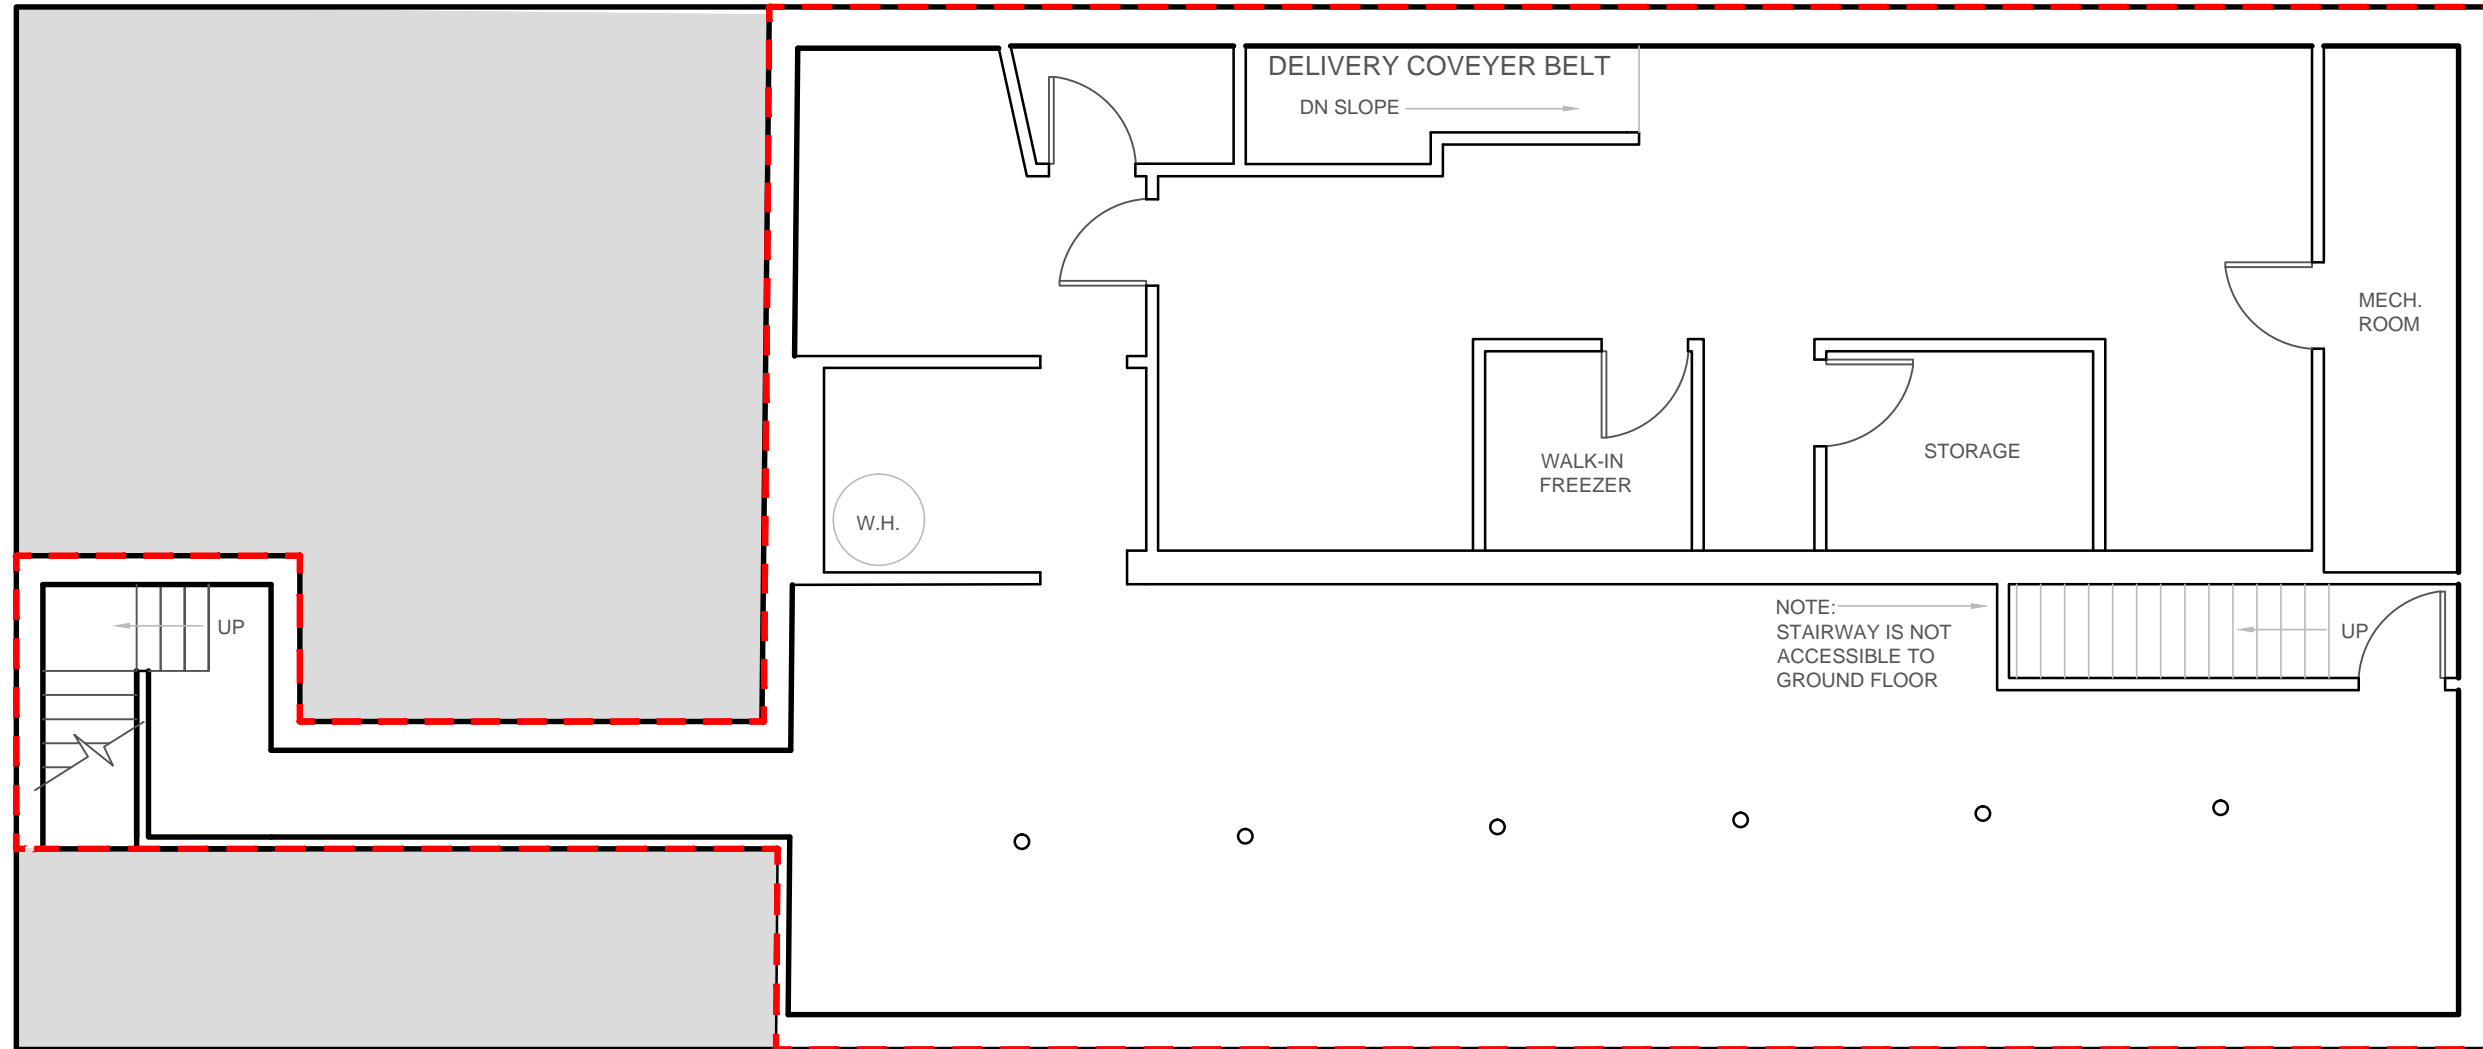 DELIVERY COVEYER BELT
DN SLOPE
MECH.
ROOM
WALK-IN
FREEZER
STORAGE
W.H.
UP
NOTE:
STAIRWAY IS NOT
ACCESSIBLE TO
GROUND FLOOR
UP